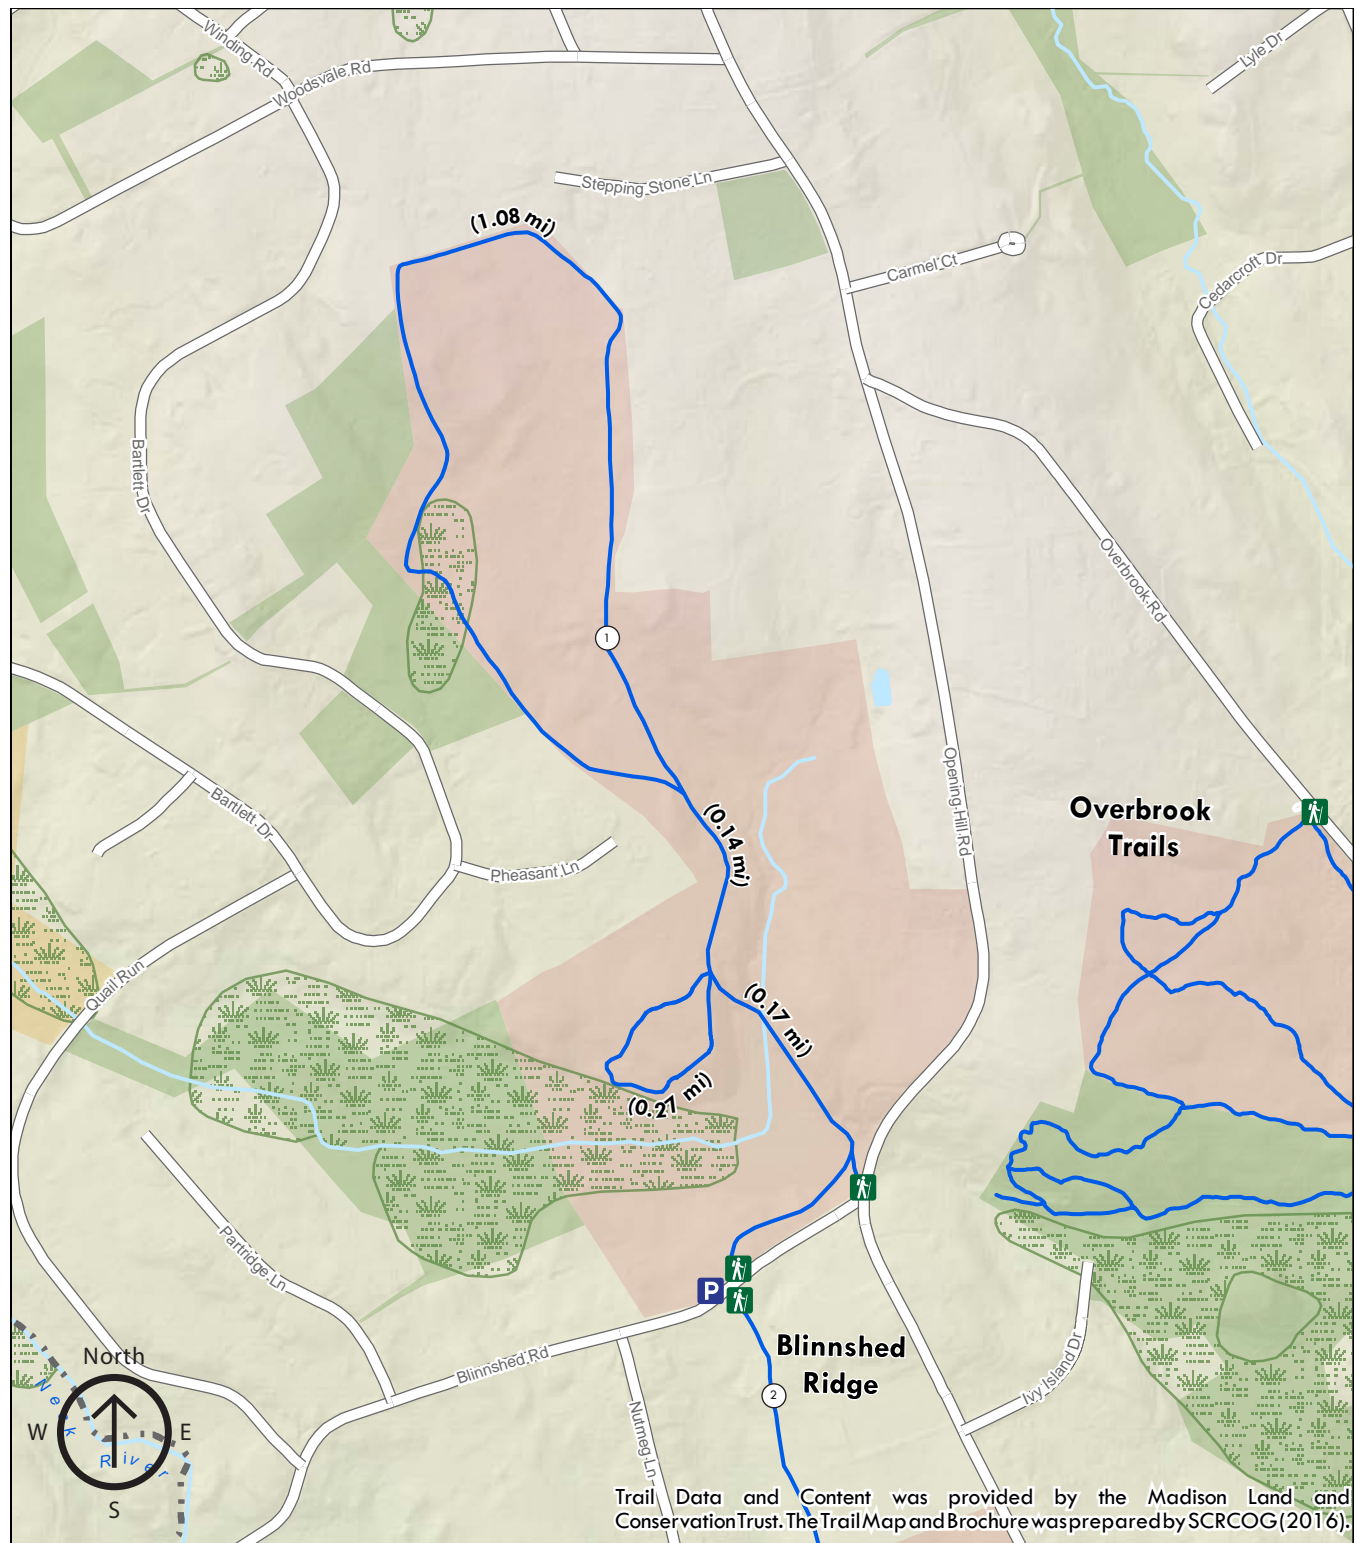 Winding Rd
Woodsvale Rd
Lyle Dr
Stepping Stone Ln
(1.08 mi)
Carmel Ct
Cedarcroft Dr
Bartlett Dr
Overbrook Rd
1
Opening Hill Rd
Overbrook
Trails
Bartlett Dr
(0.14 mi)
Pheasant Ln
Quail Run
(0.17 mi)
(0.27 mi)
Partridge Ln
P
Blinnshed
Ridge
Blinnshed Rd
Ivy Island Dr
2
Nutmeg Ln
North
W
E
S
Neck
River
Trail Data and Content was provided by the Madison Land and
Conservation Trust. The Trail Map and Brochure was prepared by SCRCOG (2016).